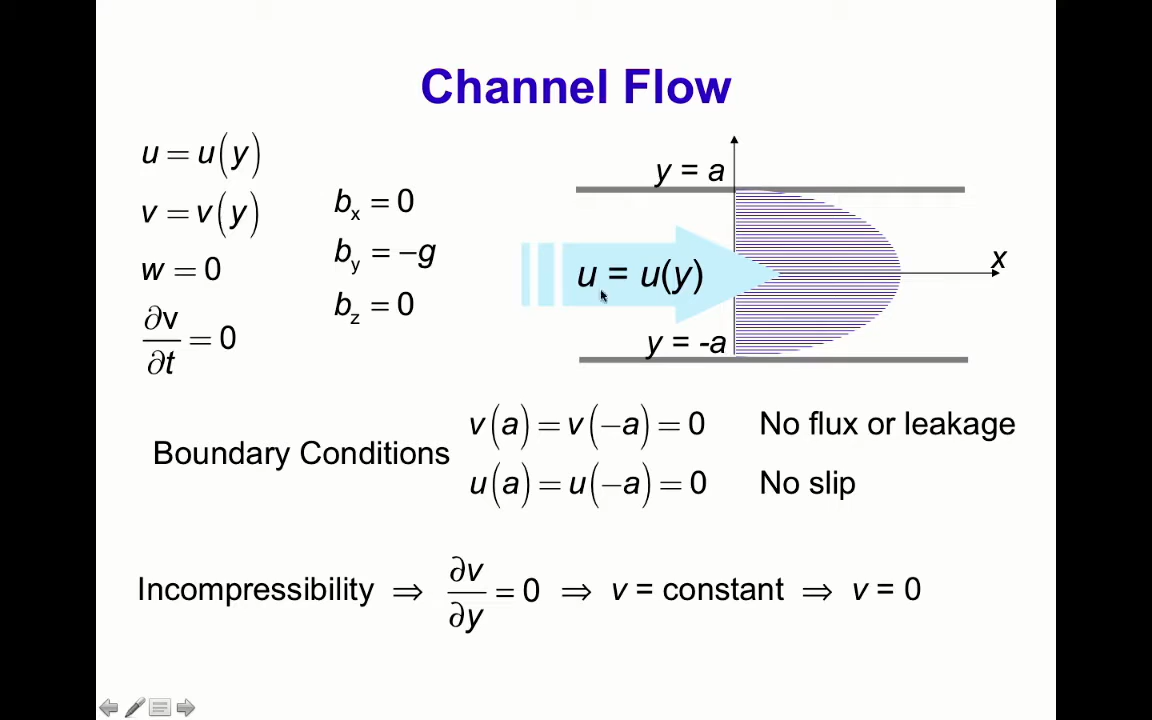 Channel Flow
u = u(y)
v = v(y)
w = 0
∂v/∂t = 0
bₓ = 0
b_y = −g
b_z = 0
y = a
x
u = u(y)
y = -a
Boundary Conditions
v(a) = v(−a) = 0 No flux or leakage
u(a) = u(−a) = 0 No slip
Incompressibility ⇒ ∂v/∂y = 0 ⇒ v = constant ⇒ v = 0